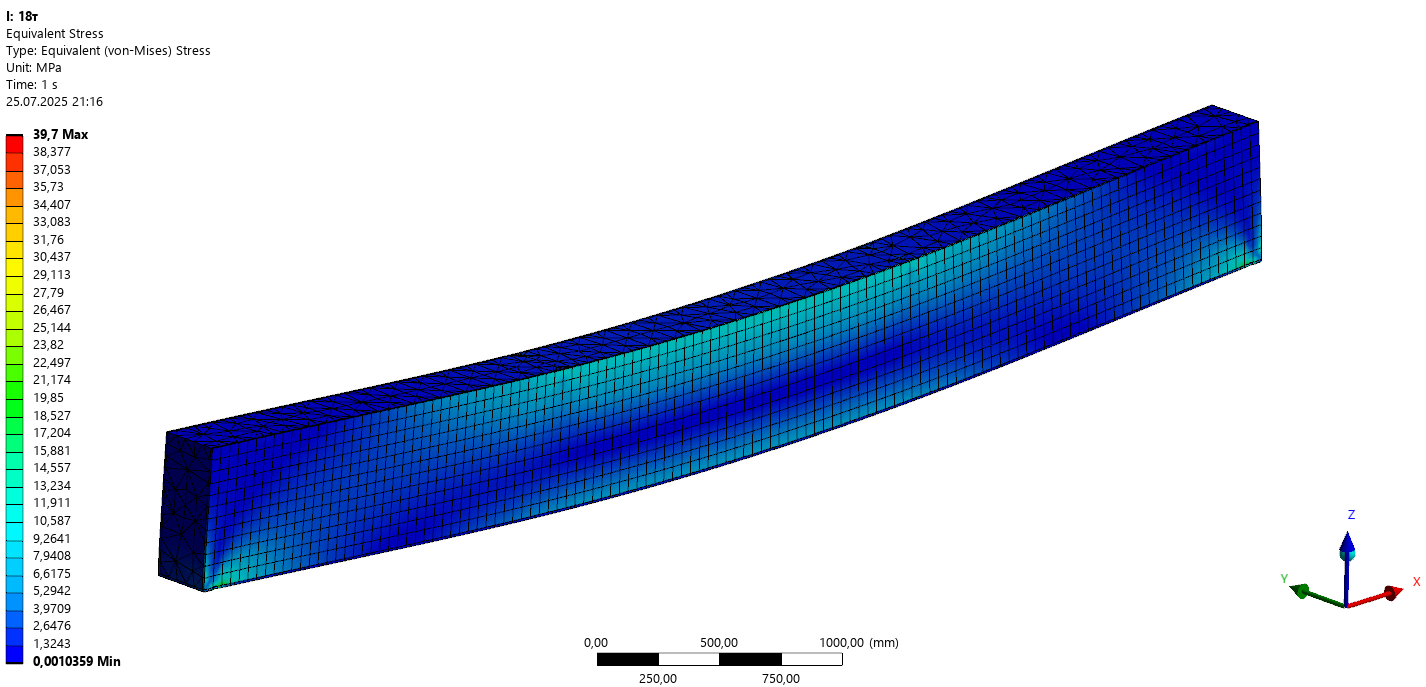 I: 18т
Equivalent Stress
Type: Equivalent (von-Mises) Stress
Unit: MPa
Time: 1 s
25.07.2025 21:16
39,7 Max
38,377
37,053
35,73
34,407
33,083
31,76
30,437
29,113
27,79
26,467
25,144
23,82
22,497
21,174
19,85
18,527
17,204
15,881
14,557
13,234
11,911
10,587
9,2641
7,9408
6,6175
5,2942
3,9709
2,6476
1,3243
0,0010359 Min
0,00 500,00 1000,00 (mm)
250,00 750,00
Z
Y
X